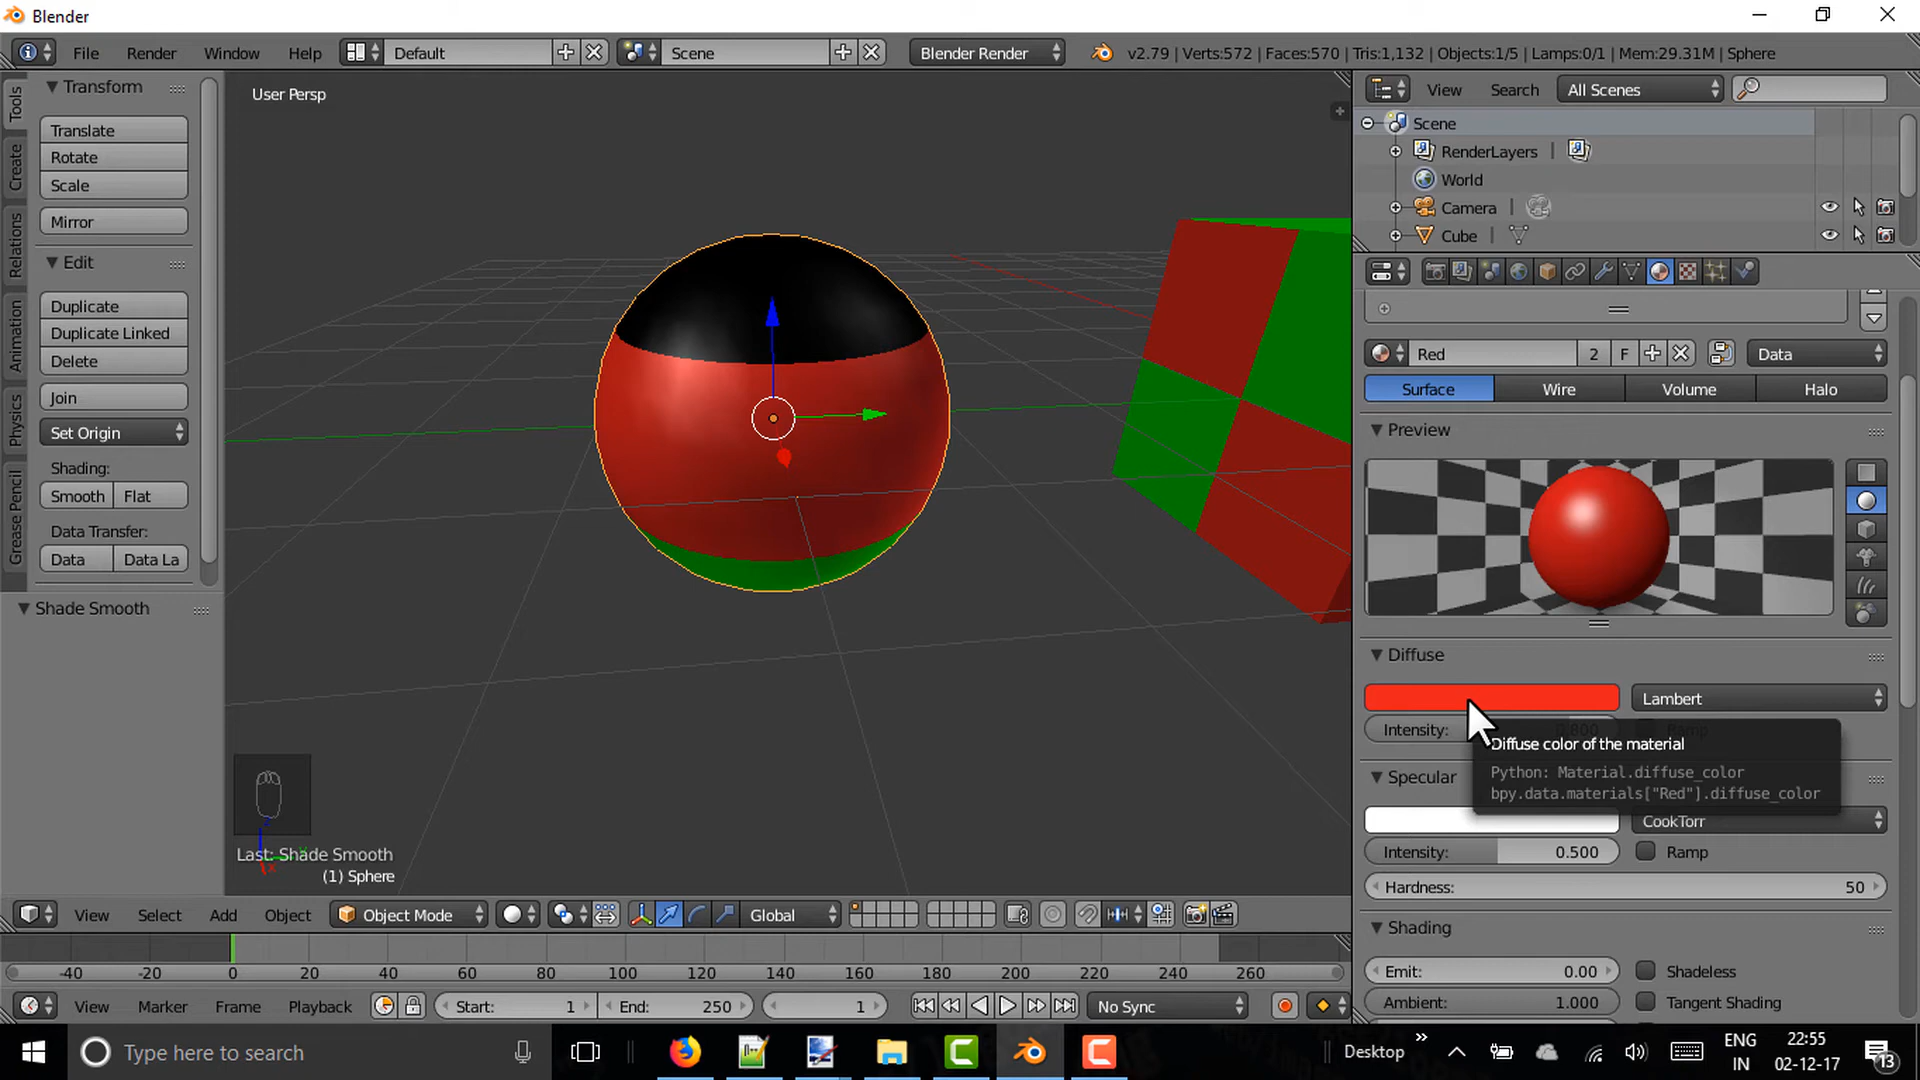 Blender
File Render Window Help Default Scene Blender Render v2.79 | Verts:572 | Faces:570 | Tris:1,132 | Objects:1/5 | Lamps:0/1 | Mem:29.31M | Sphere
Tools
Create
Relations
Animation
Physics
Grease Pencil
Transform
Translate
Rotate
Scale
Mirror
Edit
Duplicate
Duplicate Linked
Delete
Join
Set Origin
Shading:
Smooth Flat
Data Transfer:
Data Data La
Shade Smooth
User Persp
Last: Shade Smooth
(1) Sphere
View Select Add Object Object Mode Global
-40 -20 0 20 40 60 80 100 120 140 160 180 200 220 240 260
View Marker Frame Playback Start: 1 End: 250 1 No Sync
View Search All Scenes
Scene
RenderLayers
World
Camera
Cube
Red 2 F Data
Surface Wire Volume Halo
Preview
Diffuse
Lambert
Intensity: 0.800 Ramp
Diffuse color of the material
Python: Material.diffuse_color
bpy.data.materials["Red"].diffuse_color
Specular
CookTorr
Intensity: 0.500 Ramp
Hardness: 50
Shading
Emit: 0.00 Shadeless
Ambient: 1.000 Tangent Shading
Type here to search
Desktop
ENG
IN
22:55
02-12-17
13